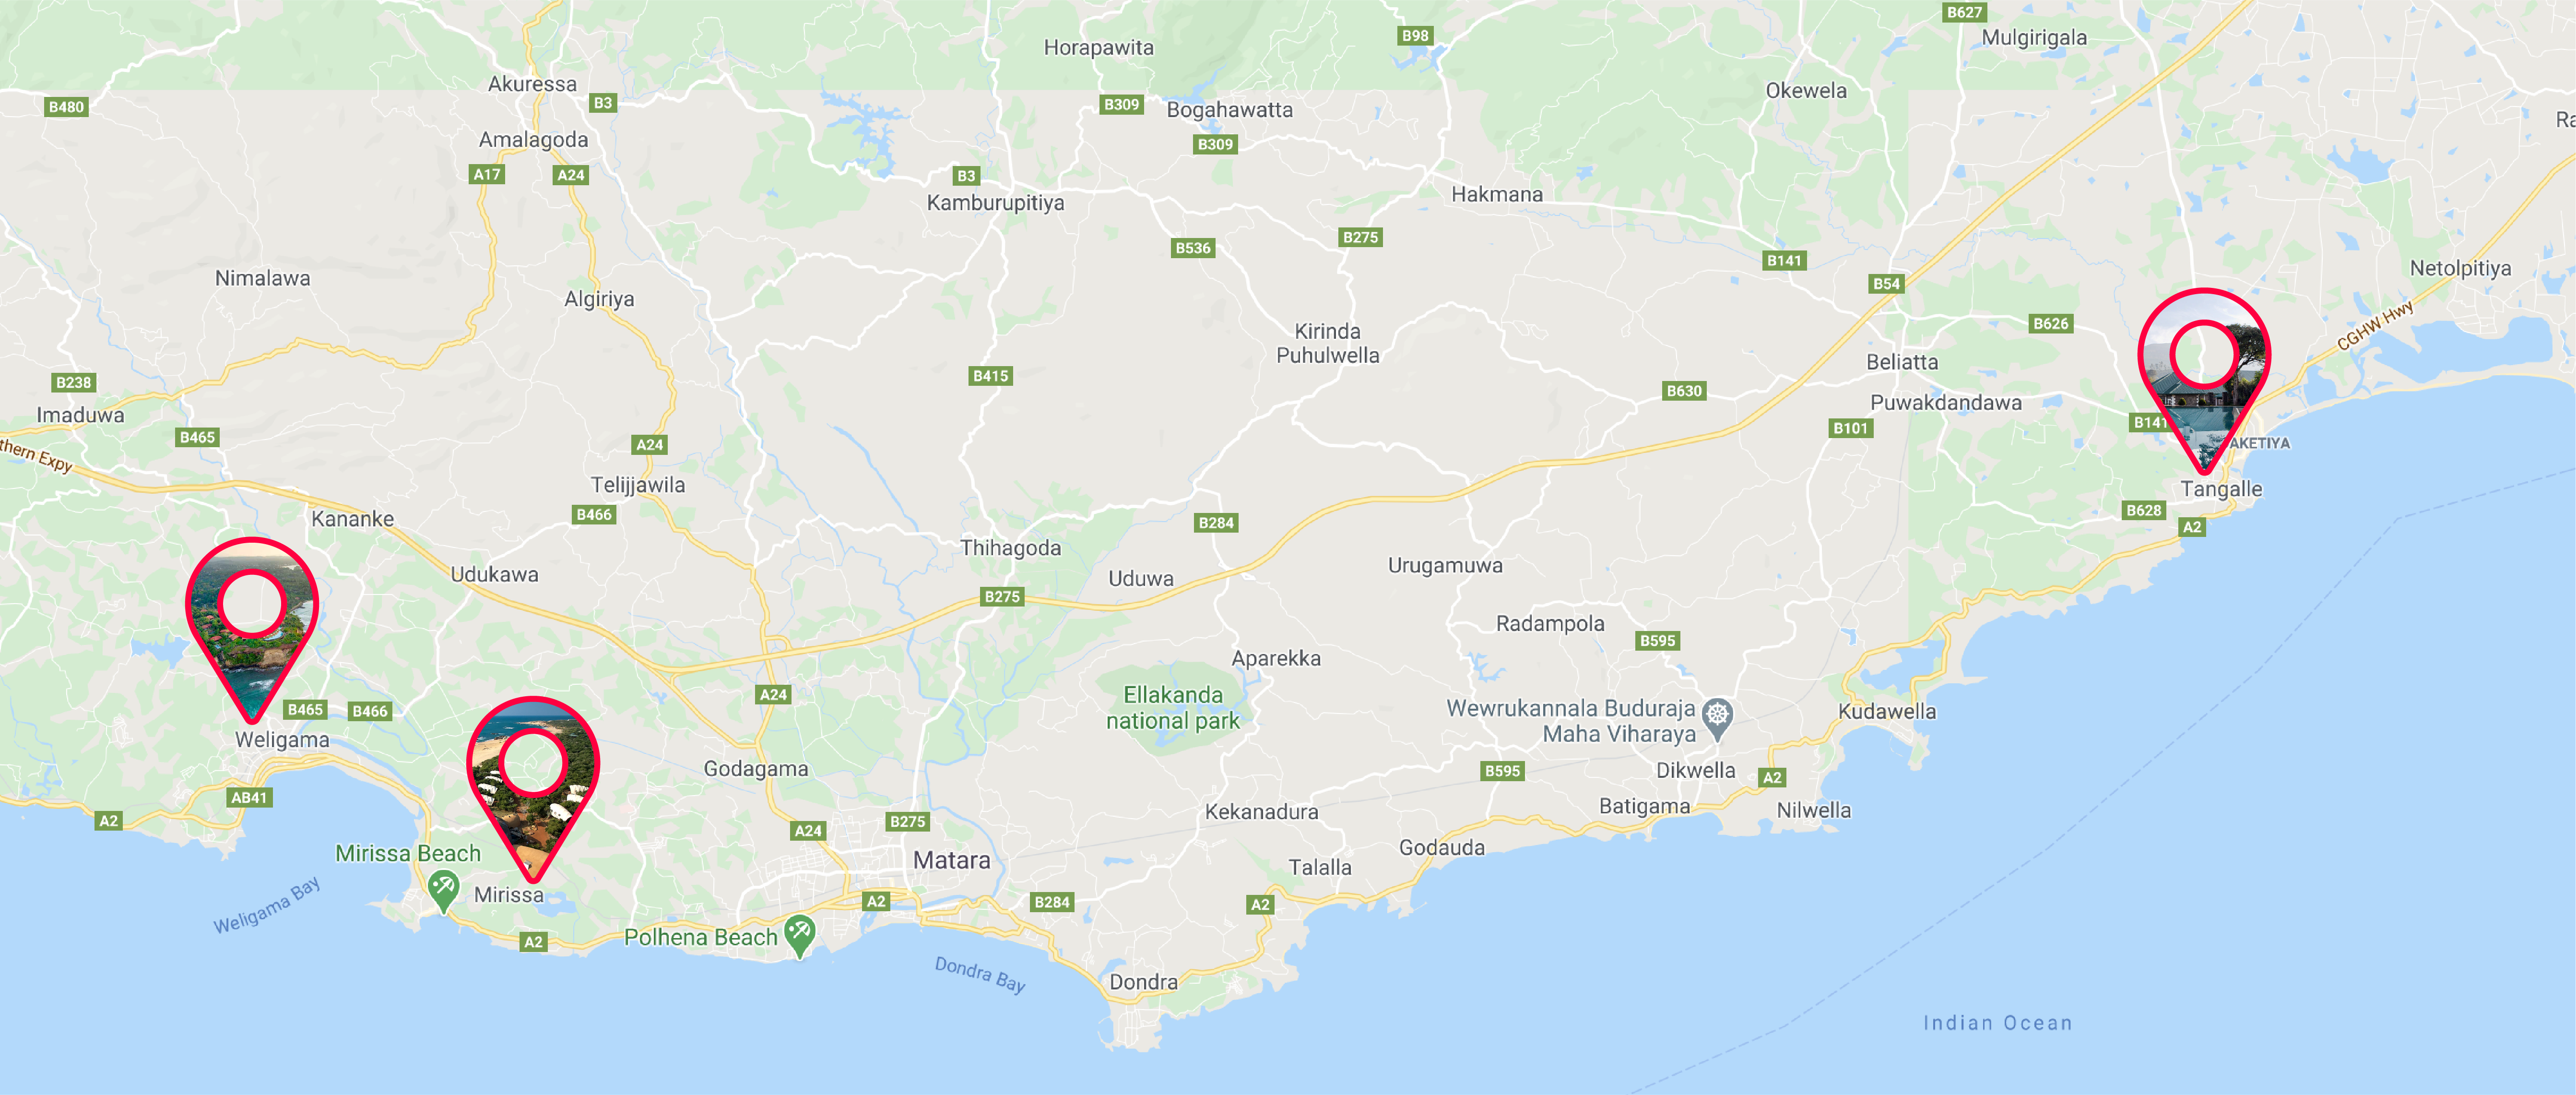 B627
Mulgirigala
B98
Horapawita
Akuressa
Okewela
B480
B3
B309
Bogahawatta
Ra
Amalagoda
B309
A17
A24
B3
Kamburupitiya
Hakmana
B536
B275
B141
Nimalawa
Netolpitiya
B54
Algiriya
Kirinda
Puhulwella
B626
CGHW Hwy
B238
B415
B630
Beliatta
Puwakdandawa
Imaduwa
B465
A24
B101
B141
AKETIYA
thern Expy
Telijjawila
Tangalle
B466
B628
Kananke
B284
A2
Thihagoda
Udukawa
Uduwa
Urugamuwa
B275
Radampola
B595
Aparekka
A24
Ellakanda
national park
B465
B466
Wewrukannala Buduraja
Maha Viharaya
Kudawella
Weligama
Godagama
B595
Dikwella
A2
AB41
A2
A24
B275
Kekanadura
Batigama
Nilwella
Mirissa Beach
Matara
Talalla
Godauda
Mirissa
Weligama Bay
A2
B284
A2
A2
Polhena Beach
Dondra Bay
Dondra
Indian Ocean